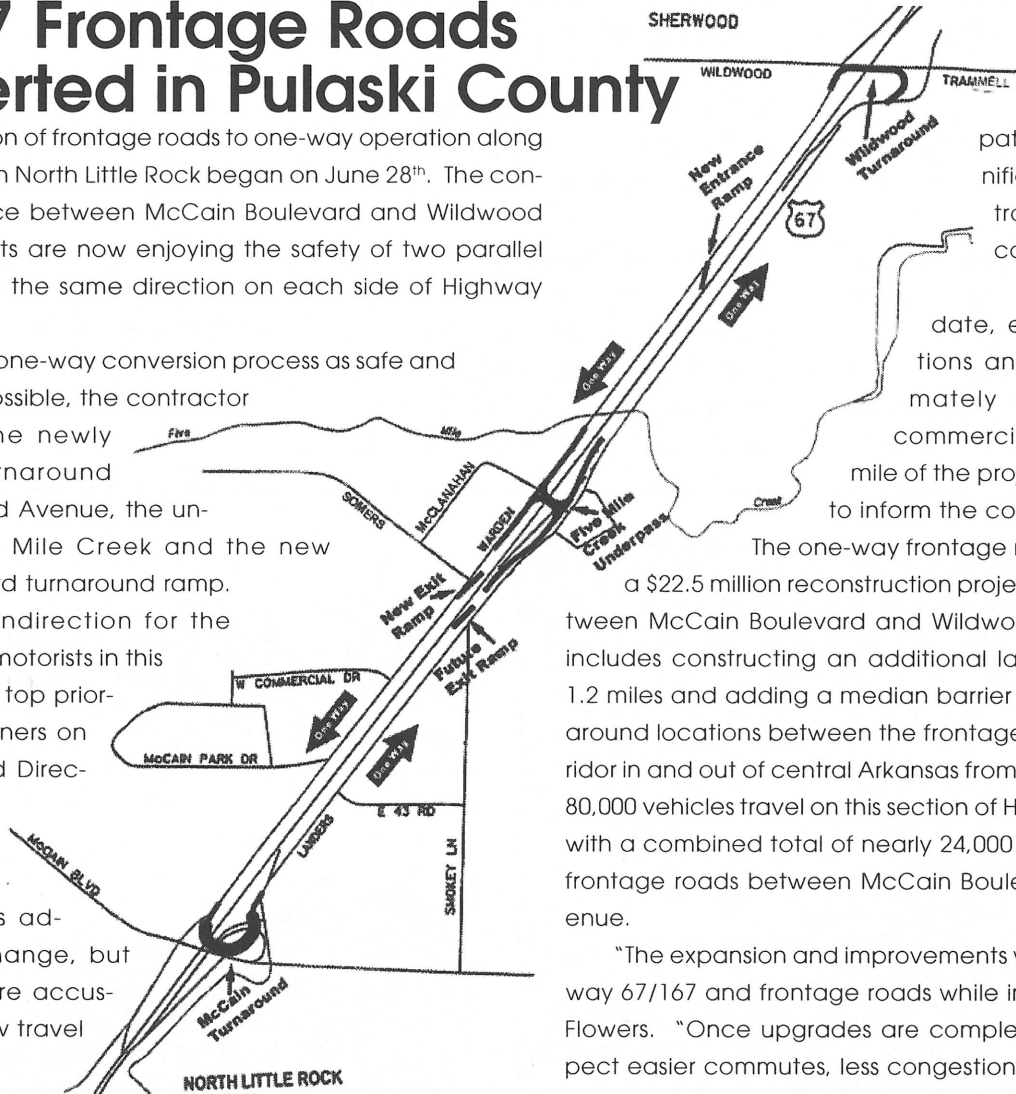 7 Frontage Roads
erted in Pulaski County
on of frontage roads to one-way operation along
n North Little Rock began on June 28th. The con-
ce between McCain Boulevard and Wildwood
ts are now enjoying the safety of two parallel
the same direction on each side of Highway
one-way conversion process as safe and
ossible, the contractor
he newly
rnaround
d Avenue, the un-
Mile Creek and the new
rd turnaround ramp.
ndirection for the
motorists in this
top prior-
ners on
d Direc-
s ad-
hange, but
re accus-
w travel
SHERWOOD
WILDWOOD
TRAMMELL
Wildwood
Turnaround
New
Entrance
Ramp
67
One Way
One Way
Five
Mile
Creek
SOMERS
McCLANAHAN
WARDEN
Five Mile
Creek
Underpass
New Exit
Ramp
Future
Exit Ramp
W COMMERCIAL DR
One Way
One Way
McCAIN PARK DR
E 43 RD
LANDERS
SMOKEY LN
McCAIN BLVD
McCain
Turnaround
NORTH LITTLE ROCK
pat
nifi
tra
co
date, e
tions an
mately
commerci
mile of the proj
to inform the co
The one-way frontage r
a $22.5 million reconstruction proje
tween McCain Boulevard and Wildwo
includes constructing an additional la
1.2 miles and adding a median barrier
around locations between the frontage
ridor in and out of central Arkansas from
80,000 vehicles travel on this section of H
with a combined total of nearly 24,000
frontage roads between McCain Boule
enue.
"The expansion and improvements w
way 67/167 and frontage roads while in
Flowers. "Once upgrades are comple
pect easier commutes, less congestion